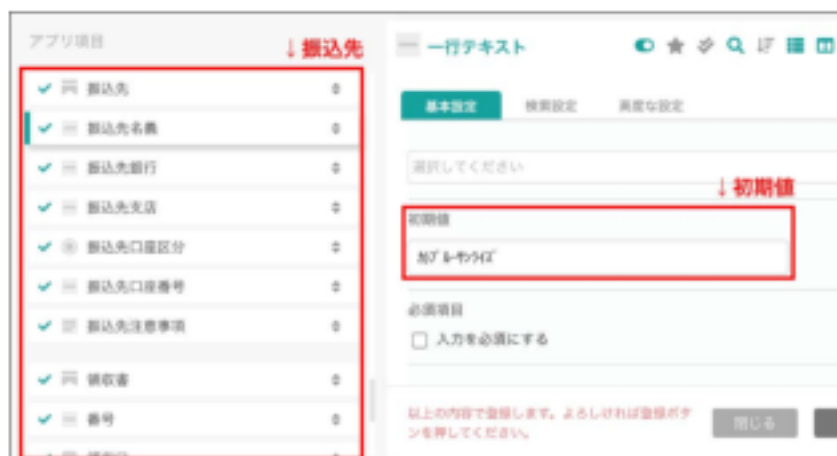 アプリ項目
↓振込先
一行テキスト
振込先
振込先名義
振込先銀行
振込先支店
振込先口座区分
振込先口座番号
振込先注意事項
領収書
番号
基本設定
検索設定
高度な設定
選択してください
↓初期値
初期値
必須項目
入力を必須にする
以上の内容で登録します。よろしければ登録ボタ
ンを押してください。
閉じる